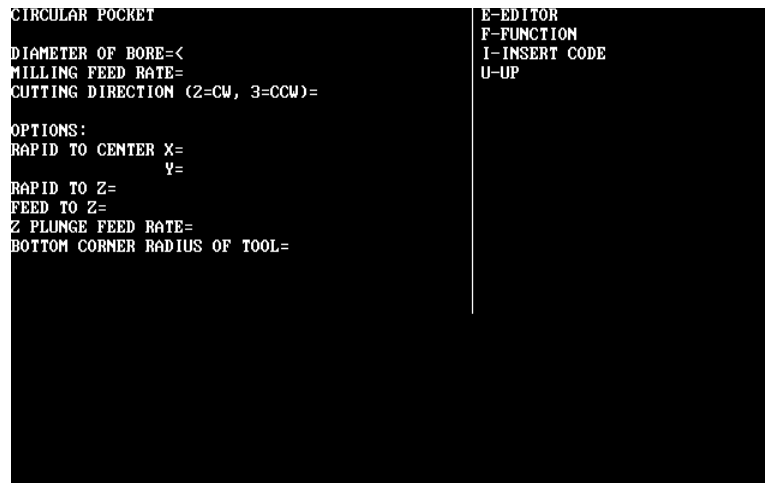 CIRCULAR POCKET
DIAMETER OF BORE=<
MILLING FEED RATE=
CUTTING DIRECTION (2=CW, 3=CCW)=
OPTIONS:
RAPID TO CENTER X=
Y=
RAPID TO Z=
FEED TO Z=
Z PLUNGE FEED RATE=
BOTTOM CORNER RADIUS OF TOOL=
E-EDITOR
F-FUNCTION
I-INSERT CODE
U-UP